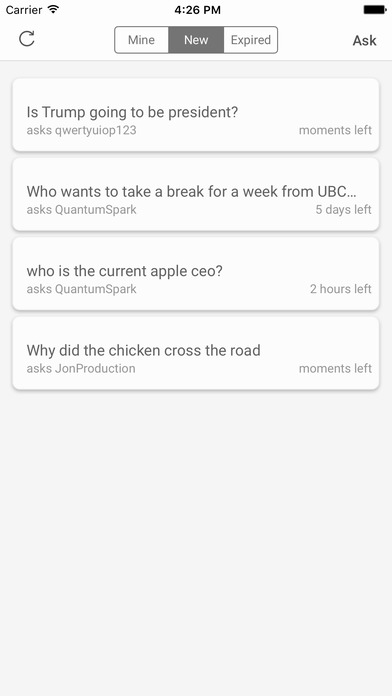 Carrier 4:26 PM
Mine New Expired Ask
Is Trump going to be president?
asks qwertyuiop123 moments left
Who wants to take a break for a week from UBC...
asks QuantumSpark 5 days left
who is the current apple ceo?
asks QuantumSpark 2 hours left
Why did the chicken cross the road
asks JonProduction moments left